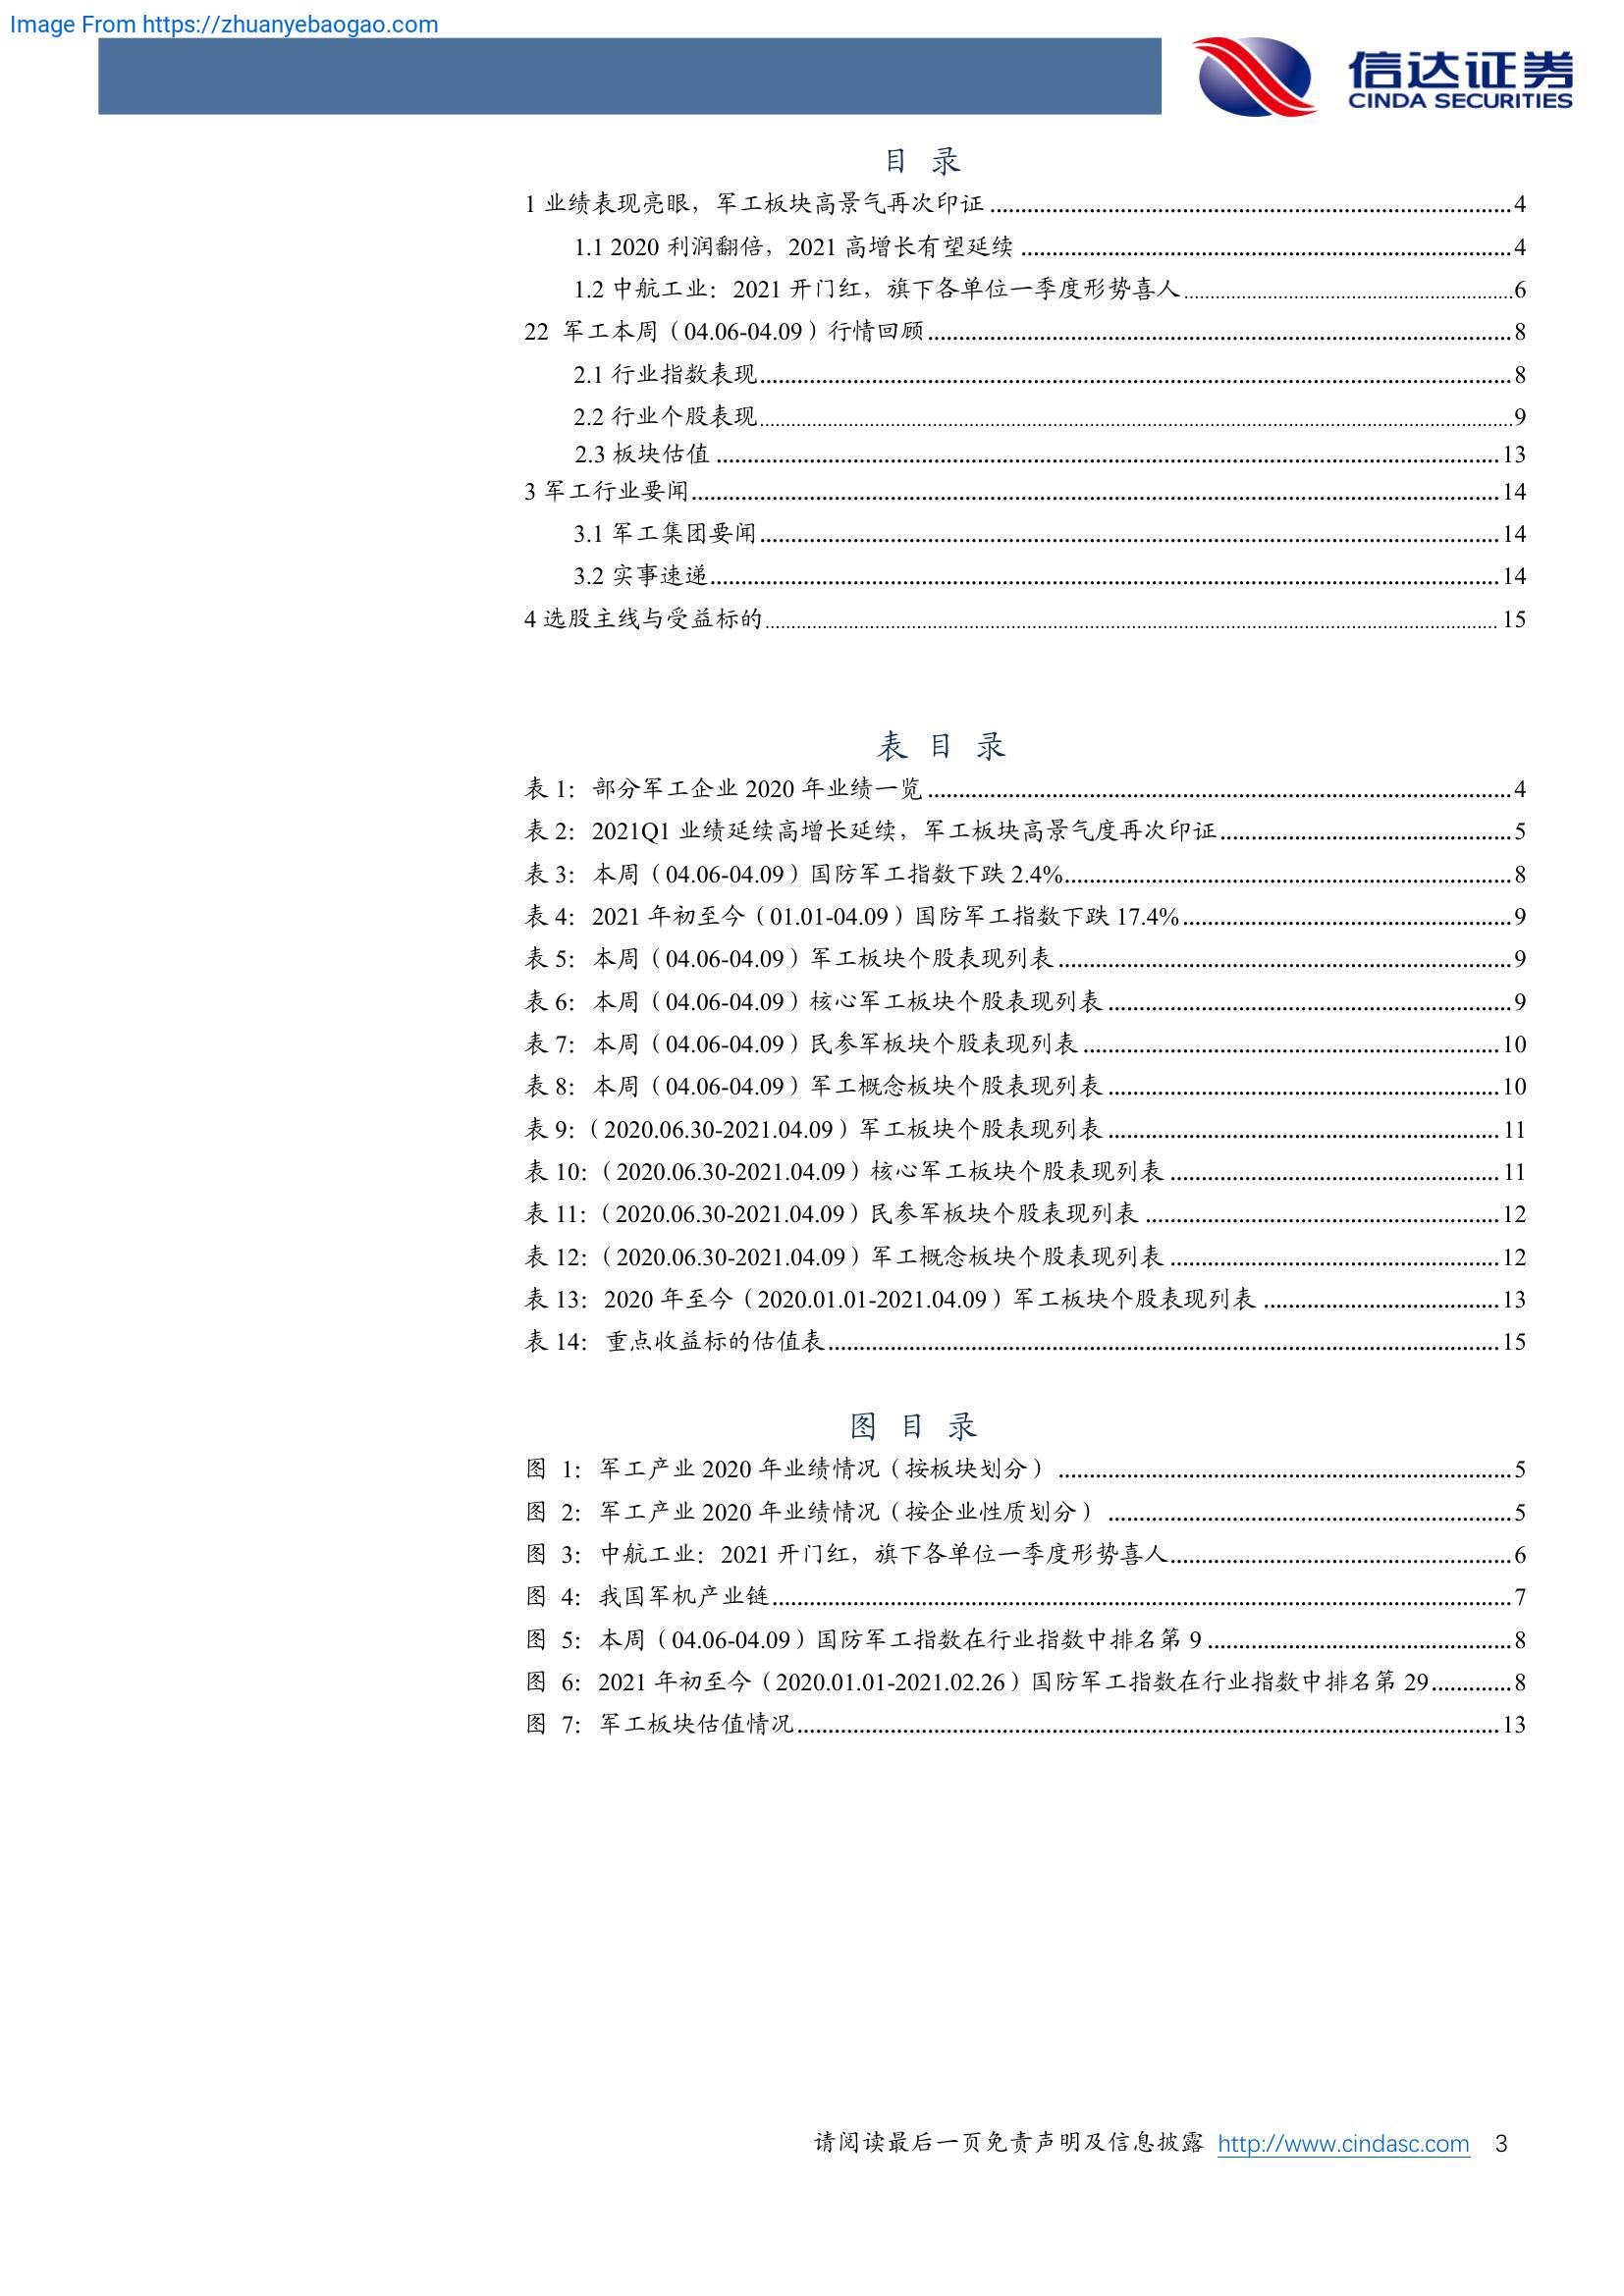 Image From https://zhuanyebaogao.com
信达证券
CINDA SECURITIES
目 录
1 业绩表现亮眼，军工板块高景气再次印证 4
1.1 2020 利润翻倍，2021 高增长有望延续 4
1.2 中航工业：2021 开门红，旗下各单位一季度形势喜人 6
22 军工本周（04.06-04.09）行情回顾 8
2.1 行业指数表现 8
2.2 行业个股表现 9
2.3 板块估值 13
3 军工行业要闻 14
3.1 军工集团要闻 14
3.2 实事速递 14
4 选股主线与受益标的 15
表 目 录
表 1：部分军工企业 2020 年业绩一览 4
表 2：2021Q1 业绩延续高增长延续，军工板块高景气度再次印证 5
表 3：本周（04.06-04.09）国防军工指数下跌 2.4% 8
表 4：2021 年初至今（01.01-04.09）国防军工指数下跌 17.4% 9
表 5：本周（04.06-04.09）军工板块个股表现列表 9
表 6：本周（04.06-04.09）核心军工板块个股表现列表 9
表 7：本周（04.06-04.09）民参军板块个股表现列表 10
表 8：本周（04.06-04.09）军工概念板块个股表现列表 10
表 9:（2020.06.30-2021.04.09）军工板块个股表现列表 11
表 10:（2020.06.30-2021.04.09）核心军工板块个股表现列表 11
表 11:（2020.06.30-2021.04.09）民参军板块个股表现列表 12
表 12:（2020.06.30-2021.04.09）军工概念板块个股表现列表 12
表 13：2020 年至今（2020.01.01-2021.04.09）军工板块个股表现列表 13
表 14：重点收益标的估值表 15
图 目 录
图 1：军工产业 2020 年业绩情况（按板块划分） 5
图 2：军工产业 2020 年业绩情况（按企业性质划分） 5
图 3：中航工业：2021 开门红，旗下各单位一季度形势喜人 6
图 4：我国军机产业链 7
图 5：本周（04.06-04.09）国防军工指数在行业指数中排名第 9 8
图 6：2021 年初至今（2020.01.01-2021.02.26）国防军工指数在行业指数中排名第 29 8
图 7：军工板块估值情况 13
请阅读最后一页免责声明及信息披露 http://www.cindasc.com 3